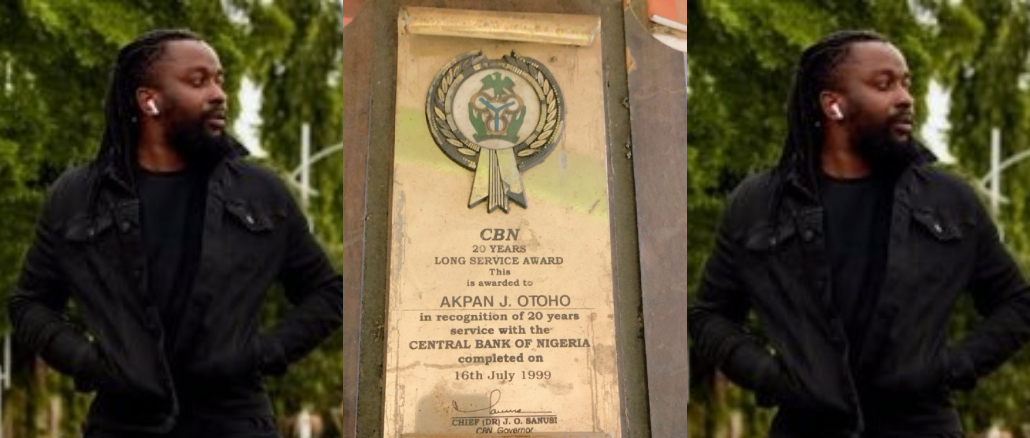 CBN
20 YEARS
LONG SERVICE AWARD
This
is awarded to
AKPAN J. OTOHO
in recognition of 20 years
service with the
CENTRAL BANK OF NIGERIA
completed on
16th July 1999
CHIEF (DR) J. O. SANUSI
CBN Governor